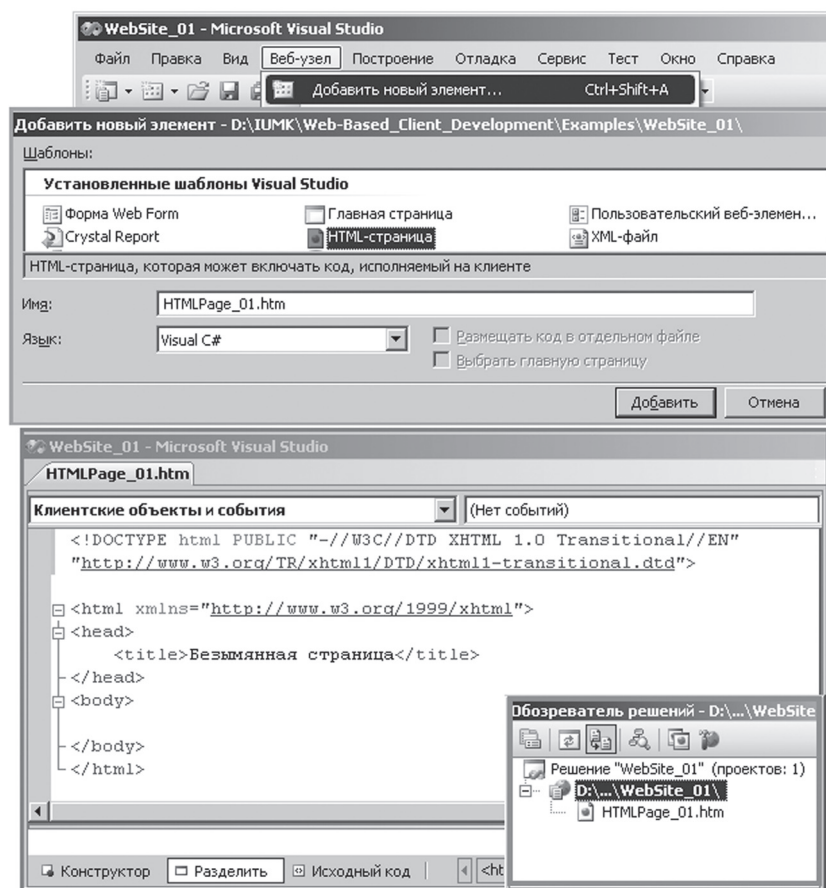 WebSite_01 - Microsoft Visual Studio
Файл Правка Вид Веб-узел Построение Отладка Сервис Тест Окно Справка
Добавить новый элемент... Ctrl+Shift+A
Добавить новый элемент - D:\IUMK\Web-Based_Client_Development\Examples\WebSite_01\
Шаблоны:
Установленные шаблоны Visual Studio
Форма Web Form Главная страница Пользовательский веб-элемен...
Crystal Report HTML-страница XML-файл
HTML-страница, которая может включать код, исполняемый на клиенте
Имя: HTMLPage_01.htm
Язык: Visual C# Размещать код в отдельном файле
Выбрать главную страницу
Добавить Отмена
WebSite_01 - Microsoft Visual Studio
HTMLPage_01.htm
Клиентские объекты и события (Нет событий)
<!DOCTYPE html PUBLIC "-//W3C//DTD XHTML 1.0 Transitional//EN"
"http://www.w3.org/TR/xhtml1/DTD/xhtml1-transitional.dtd">
<html xmlns="http://www.w3.org/1999/xhtml">
<head>
<title>Безымянная страница</title>
</head>
<body>
</body>
</html>
Обозреватель решений - D:\...\WebSite
Решение "WebSite_01" (проектов: 1)
D:\...\WebSite_01\
HTMLPage_01.htm
Конструктор Разделить Исходный код <ht